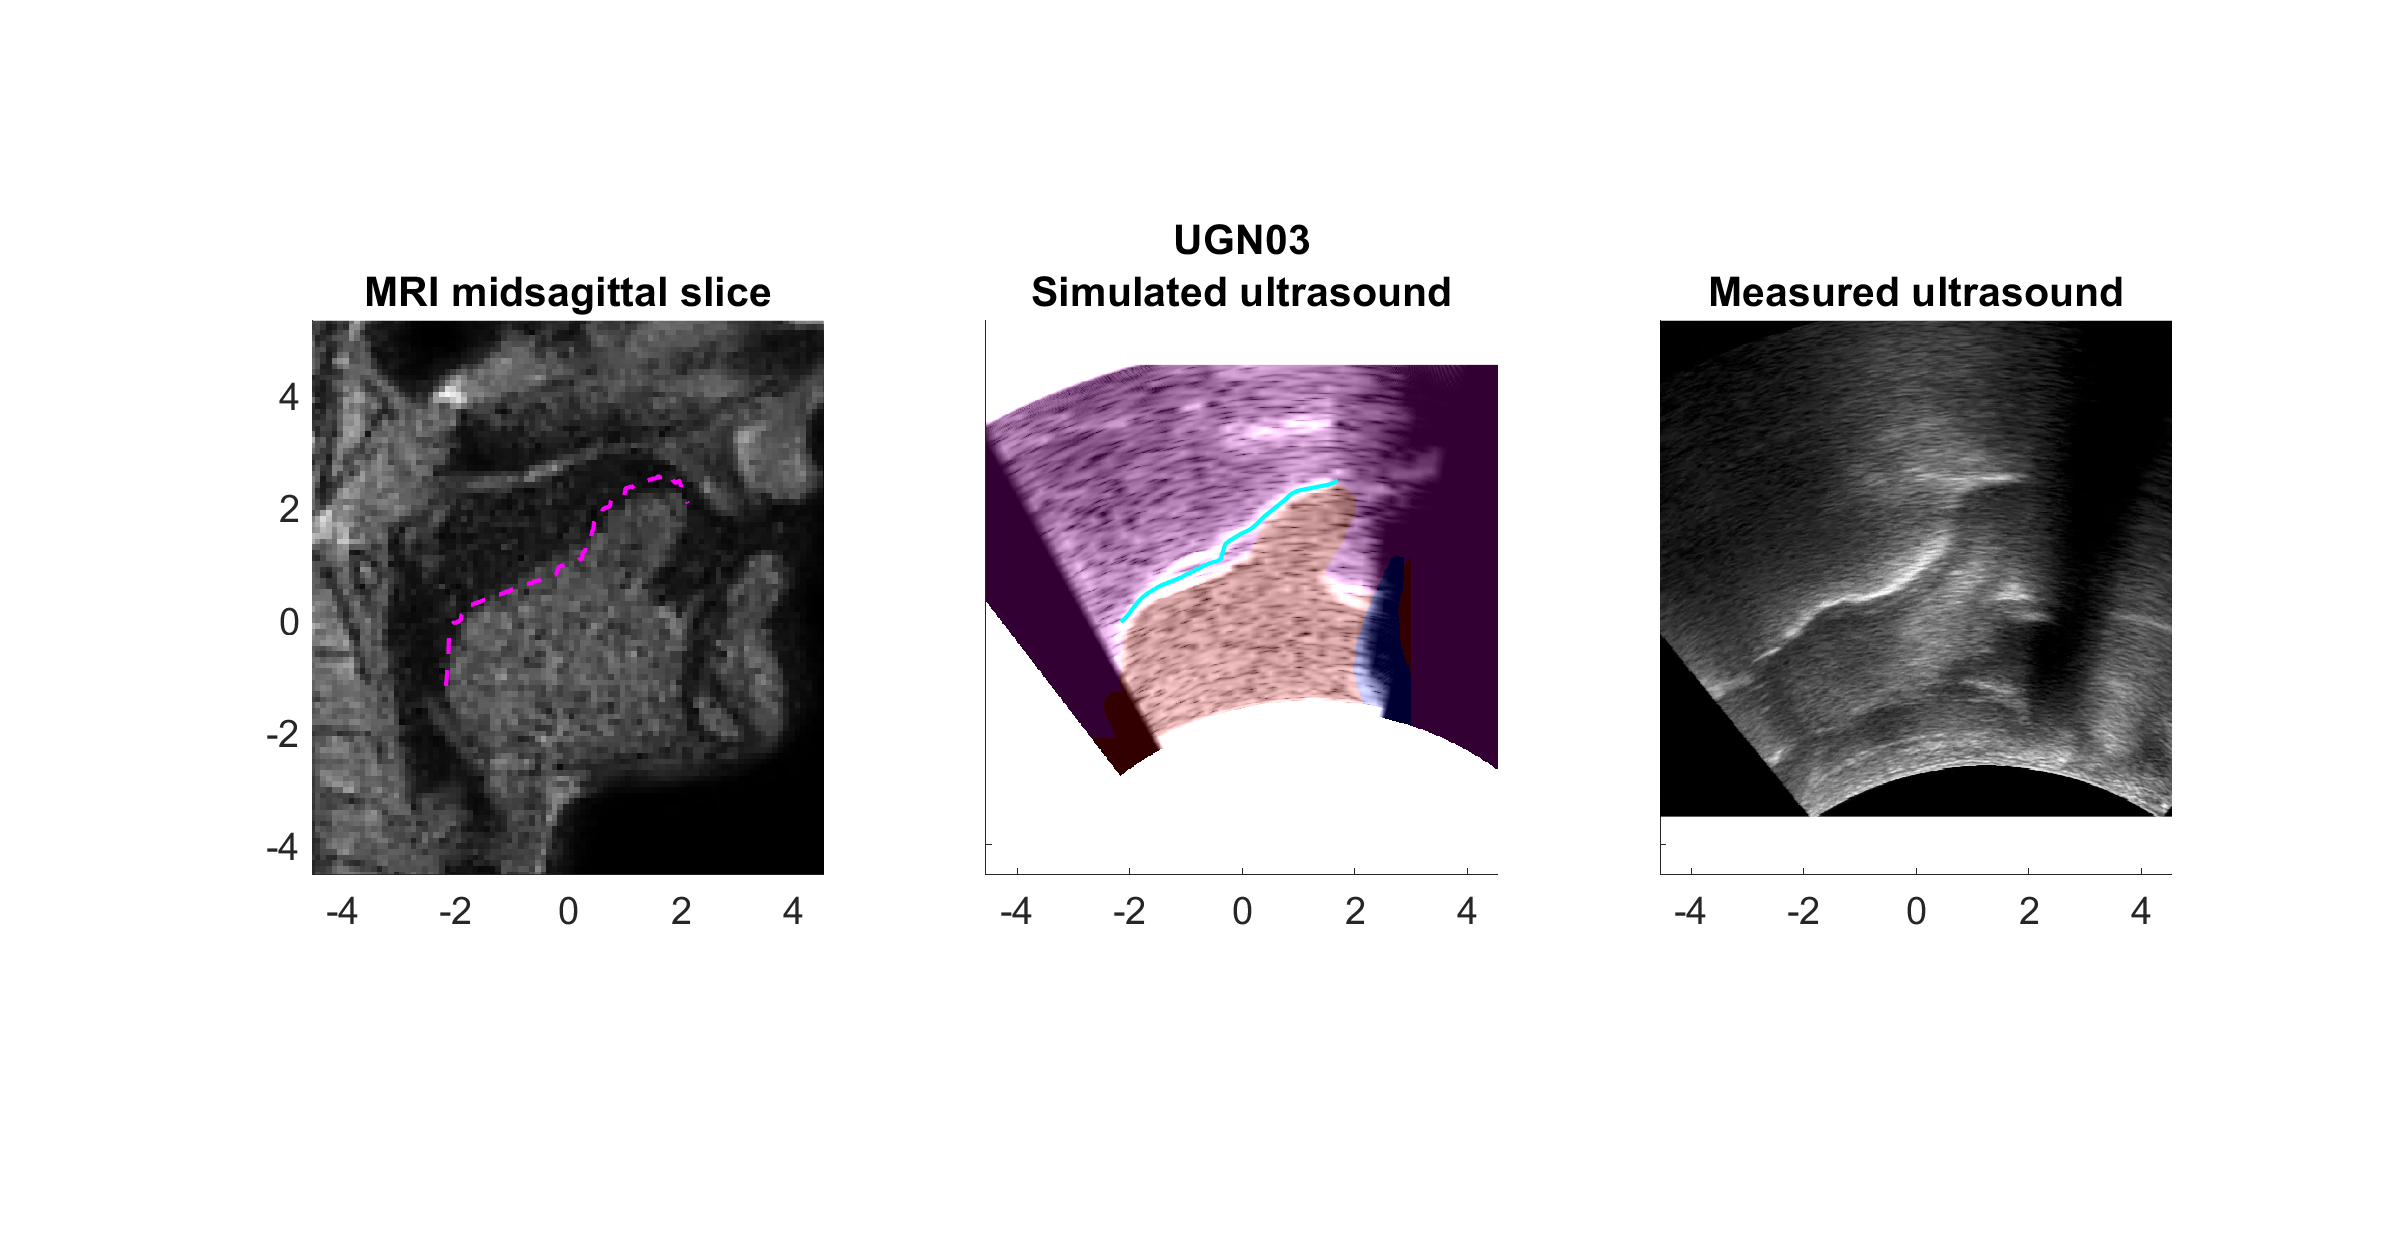 UGN03
MRI midsagittal slice
Simulated ultrasound
Measured ultrasound
4
2
0
-2
-4
-4 -2 0 2 4
-4 -2 0 2 4
-4 -2 0 2 4